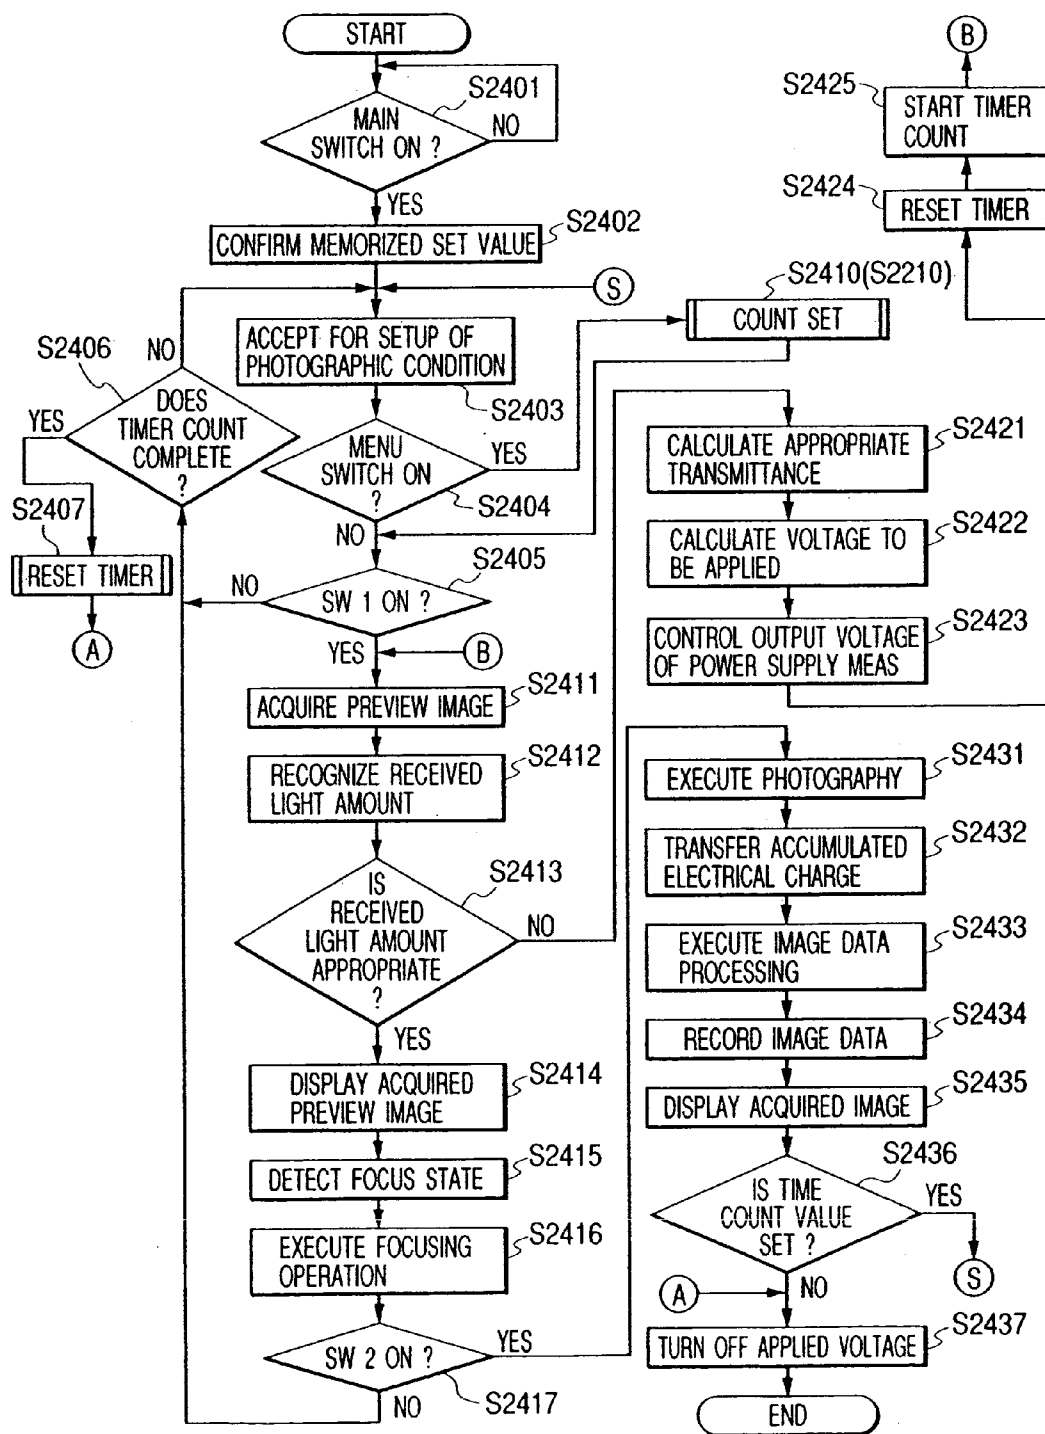 START
S2401
MAIN
SWITCH ON ?
NO
YES
S2402
CONFIRM MEMORIZED SET VALUE
S
ACCEPT FOR SETUP OF
PHOTOGRAPHIC CONDITION
S2403
S2406
NO
YES
DOES
TIMER COUNT
COMPLETE
?
MENU
SWITCH ON
?
YES
S2404
NO
S2407
RESET TIMER
A
S2405
NO
SW 1 ON ?
YES
B
S2411
ACQUIRE PREVIEW IMAGE
S2412
RECOGNIZE RECEIVED
LIGHT AMOUNT
S2413
IS
RECEIVED
LIGHT AMOUNT
APPROPRIATE
?
NO
YES
S2414
DISPLAY ACQUIRED
PREVIEW IMAGE
S2415
DETECT FOCUS STATE
S2416
EXECUTE FOCUSING
OPERATION
SW 2 ON ?
YES
S2417
NO
B
S2425
START TIMER
COUNT
S2424
RESET TIMER
S2410(S2210)
COUNT SET
S2421
CALCULATE APPROPRIATE
TRANSMITTANCE
S2422
CALCULATE VOLTAGE TO
BE APPLIED
S2423
CONTROL OUTPUT VOLTAGE
OF POWER SUPPLY MEAS
S2431
EXECUTE PHOTOGRAPHY
S2432
TRANSFER ACCUMULATED
ELECTRICAL CHARGE
S2433
EXECUTE IMAGE DATA
PROCESSING
S2434
RECORD IMAGE DATA
S2435
DISPLAY ACQUIRED IMAGE
S2436
IS TIME
COUNT VALUE
SET ?
YES
S
A
NO
S2437
TURN OFF APPLIED VOLTAGE
END